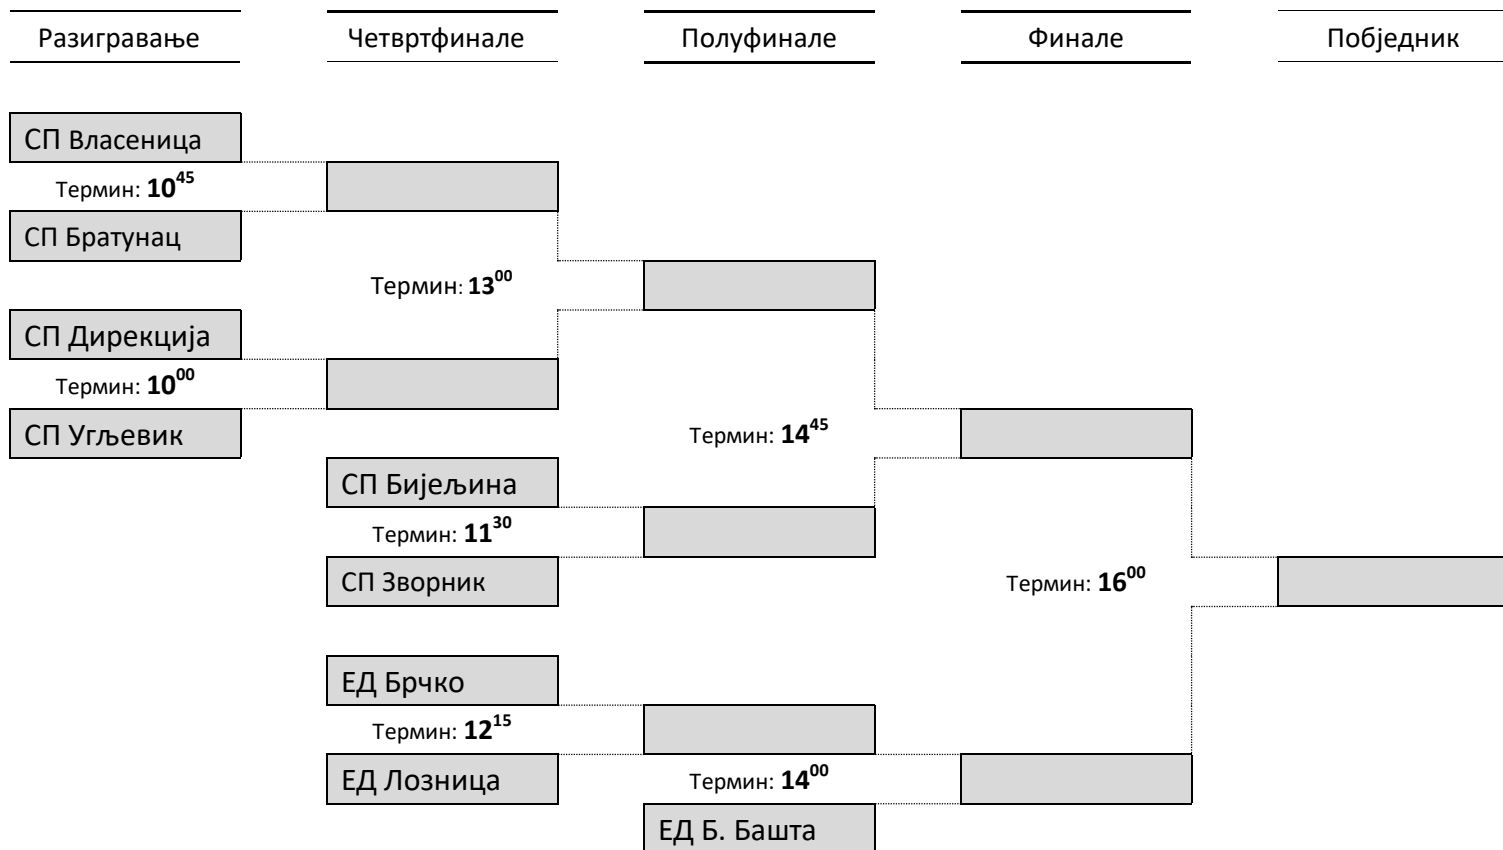 Разигравање Четвртфинале Полуфинале Финале Побједник
СП Власеница
Термин: 10⁴⁵
СП Братунац
Термин: 13⁰⁰
СП Дирекција
Термин: 10⁰⁰
СП Угљевик
Термин: 14⁴⁵
СП Бијељина
Термин: 11³⁰
СП Зворник
Термин: 16⁰⁰
ЕД Брчко
Термин: 12¹⁵
ЕД Лозница
Термин: 14⁰⁰
ЕД Б. Башта